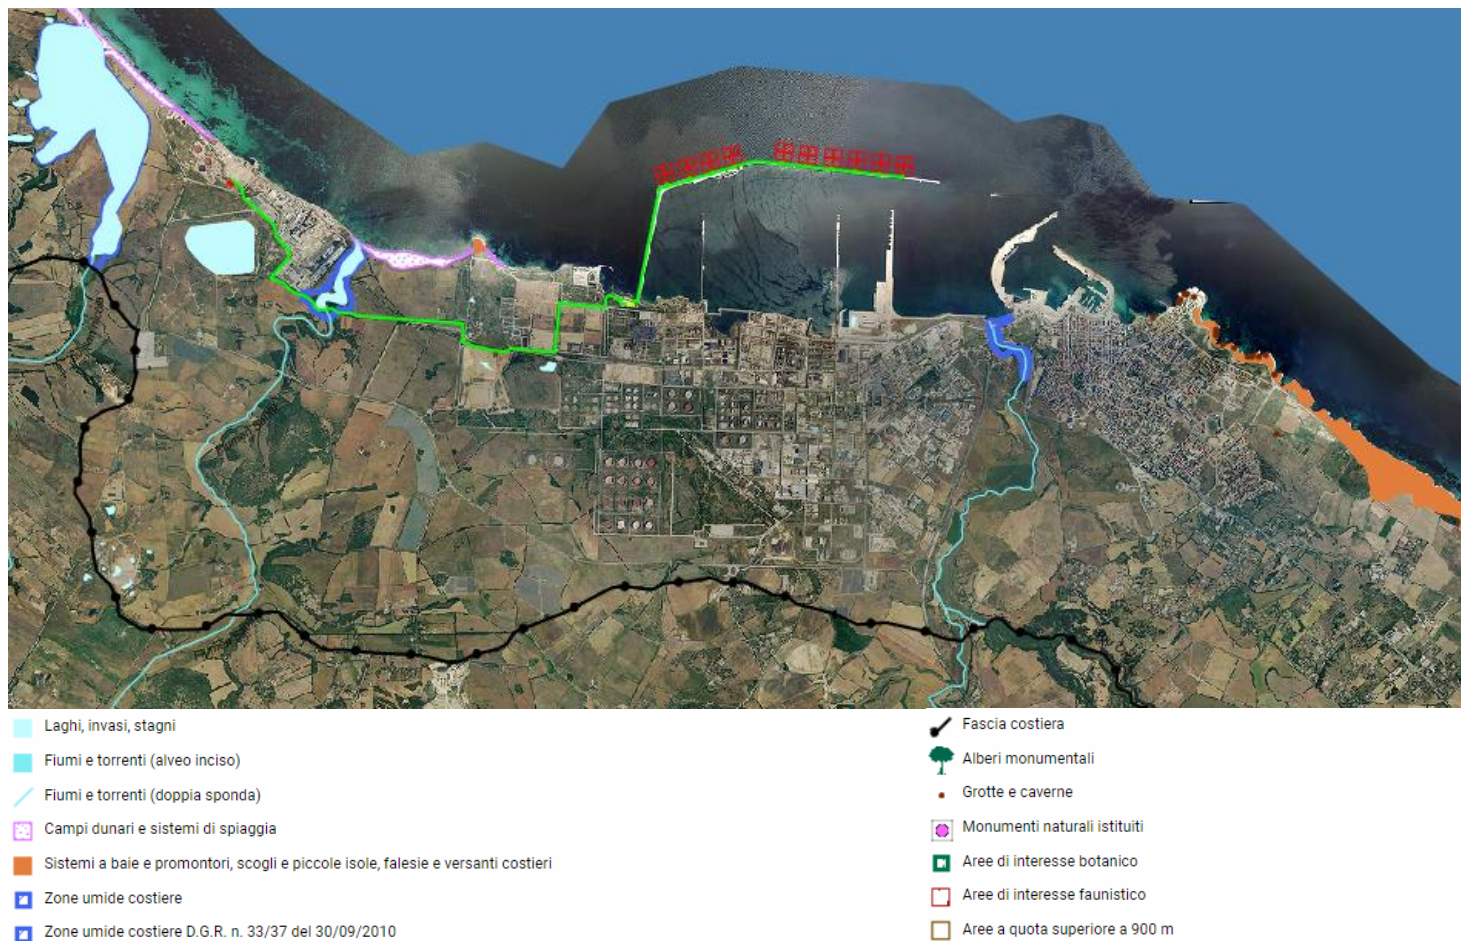 Laghi, invasi, stagni
Fiumi e torrenti (alveo inciso)
Fiumi e torrenti (doppia sponda)
Campi dunari e sistemi di spiaggia
Sistemi a baie e promontori, scogli e piccole isole, falesie e versanti costieri
Zone umide costiere
Zone umide costiere D.G.R. n. 33/37 del 30/09/2010
Fascia costiera
Alberi monumentali
Grotte e caverne
Monumenti naturali istituiti
Aree di interesse botanico
Aree di interesse faunistico
Aree a quota superiore a 900 m